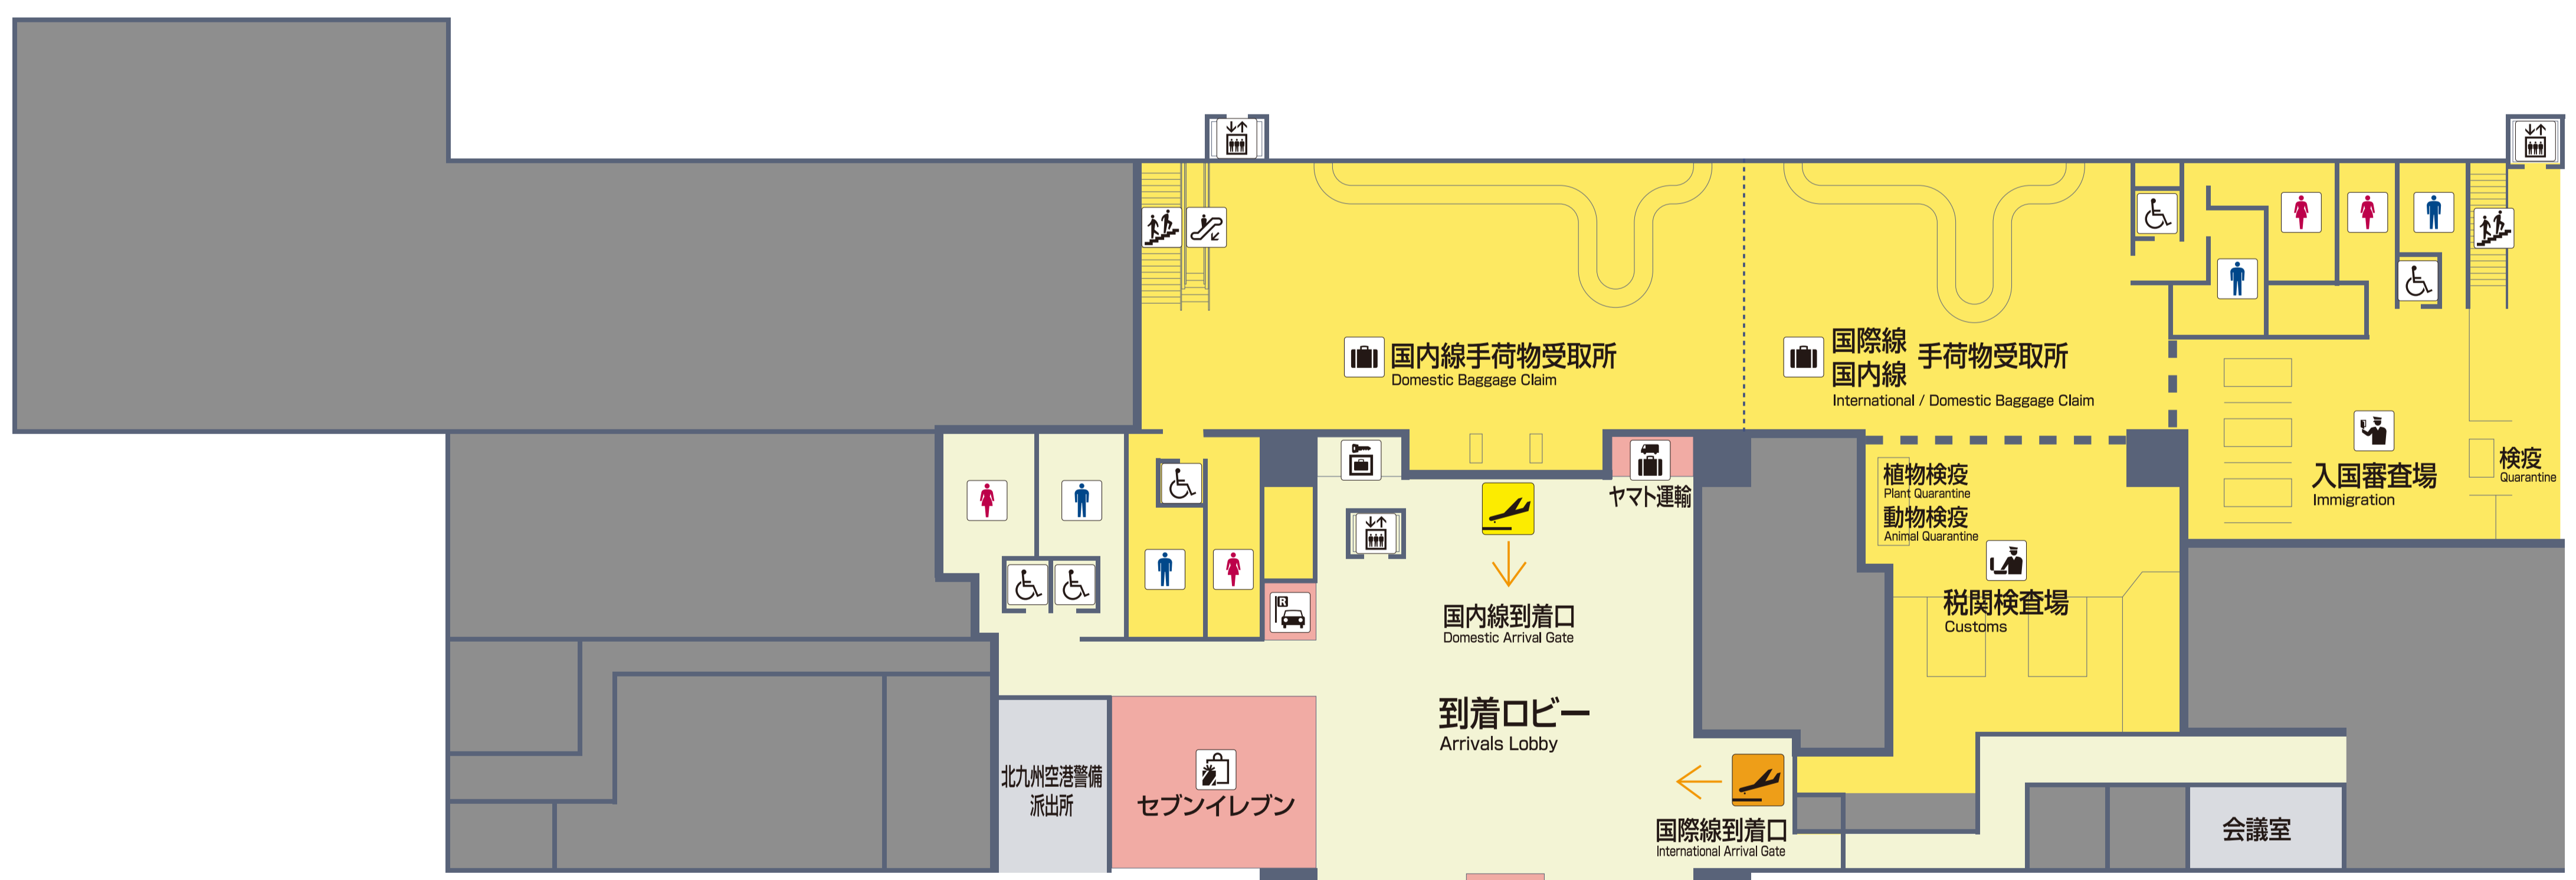 国内線手荷物受取所
Domestic Baggage Claim
国際線
国内線
手荷物受取所
International / Domestic Baggage Claim
入国審査場
Immigration
検疫
Quarantine
植物検疫
Plant Quarantine
動物検疫
Animal Quarantine
税関検査場
Customs
ヤマト運輸
R
国内線到着口
Domestic Arrival Gate
到着ロビー
Arrivals Lobby
北九州空港警備
派出所
セブンイレブン
国際線到着口
International Arrival Gate
会議室